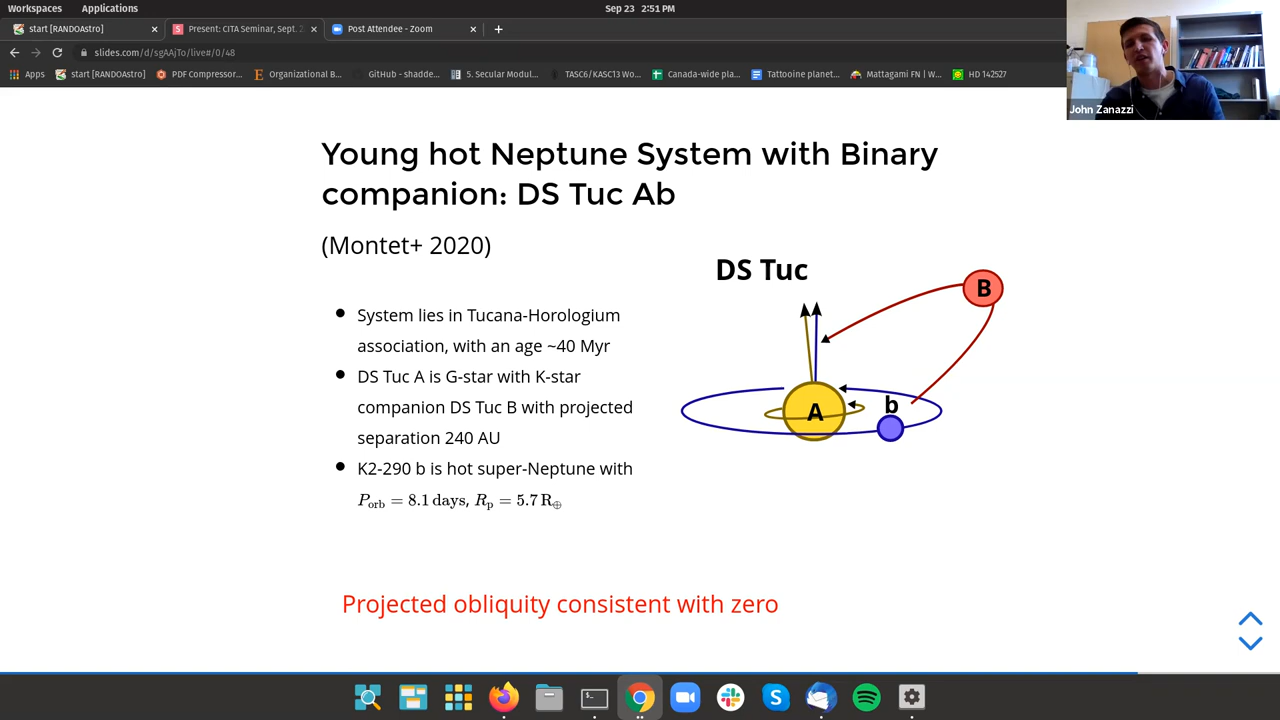 Workspaces Applications Sep 23 2:51 PM
start [RANDOAstro] Present: CITA Seminar, Sept. 2 Post Attendee - Zoom
slides.com/d/sgAAjTo/live#/0/48
Apps start [RANDOAstro] PDF Compressor... Organizational B... GitHub - shadde... 5. Secular Modul... TASC6/KASC13 Wo... Canada-wide pla... Tattooine planet... Mattagami FN | W... HD 142527
John Zanazzi
Young hot Neptune System with Binary
companion: DS Tuc Ab
(Montet+ 2020)
System lies in Tucana-Horologium
association, with an age ~40 Myr
DS Tuc A is G-star with K-star
companion DS Tuc B with projected
separation 240 AU
K2-290 b is hot super-Neptune with
P_orb = 8.1 days, R_p = 5.7 R_⊕
DS Tuc
B
A
b
Projected obliquity consistent with zero